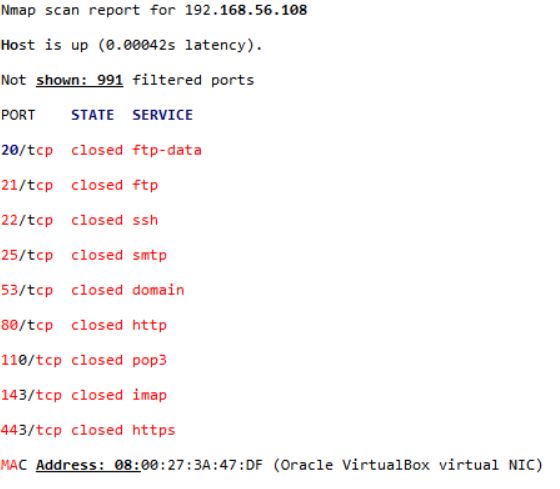 Nmap scan report for 192.168.56.108
Host is up (0.00042s latency).
Not shown: 991 filtered ports
PORT    STATE  SERVICE
20/tcp  closed ftp-data
21/tcp  closed ftp
22/tcp  closed ssh
25/tcp  closed smtp
53/tcp  closed domain
80/tcp  closed http
110/tcp closed pop3
143/tcp closed imap
443/tcp closed https
MAC Address: 08:00:27:3A:47:DF (Oracle VirtualBox virtual NIC)